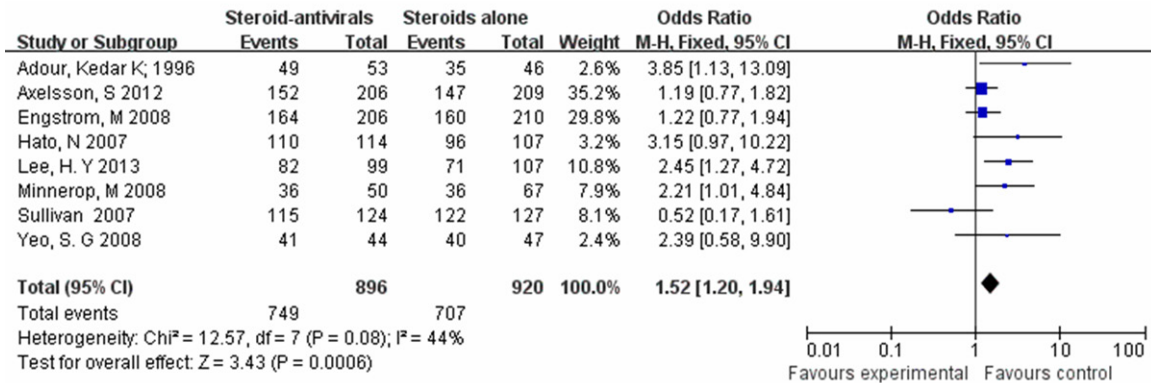 Steroid-antivirals Steroids alone Odds Ratio Odds Ratio
Study or Subgroup Events Total Events Total Weight M-H, Fixed, 95% CI M-H, Fixed, 95% CI
Adour, Kedar K; 1996 49 53 35 46 2.6% 3.85 [1.13, 13.09]
Axelsson, S 2012 152 206 147 209 35.2% 1.19 [0.77, 1.82]
Engstrom, M 2008 164 206 160 210 29.8% 1.22 [0.77, 1.94]
Hato, N 2007 110 114 96 107 3.2% 3.15 [0.97, 10.22]
Lee, H. Y 2013 82 99 71 107 10.8% 2.45 [1.27, 4.72]
Minnerop, M 2008 36 50 36 67 7.9% 2.21 [1.01, 4.84]
Sullivan 2007 115 124 122 127 8.1% 0.52 [0.17, 1.61]
Yeo, S. G 2008 41 44 40 47 2.4% 2.39 [0.58, 9.90]
Total (95% CI) 896 920 100.0% 1.52 [1.20, 1.94]
Total events 749 707
Heterogeneity: Chi² = 12.57, df = 7 (P = 0.08); I² = 44%
Test for overall effect: Z = 3.43 (P = 0.0006)
0.01 0.1 1 10 100
Favours experimental Favours control